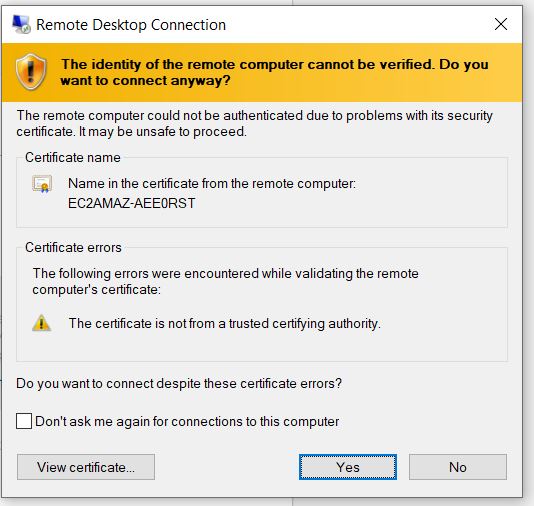 Remote Desktop Connection
The identity of the remote computer cannot be verified. Do you
want to connect anyway?
The remote computer could not be authenticated due to problems with its security
certificate. It may be unsafe to proceed.
Certificate name
Name in the certificate from the remote computer:
EC2AMAZ-AEE0RST
Certificate errors
The following errors were encountered while validating the remote
computer's certificate:
The certificate is not from a trusted certifying authority.
Do you want to connect despite these certificate errors?
Don't ask me again for connections to this computer
View certificate...
Yes
No